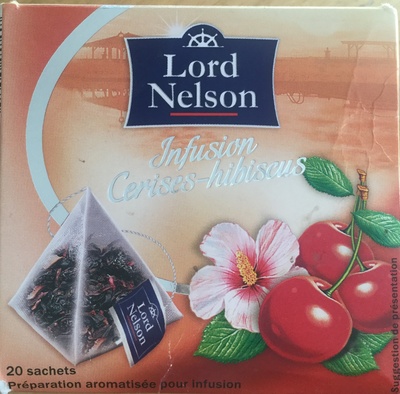 Lord
Nelson
Infusion
Cerises-hibiscus
Lord
Nelson
20 sachets
Préparation aromatisée pour infusion
Suggestion de présentation